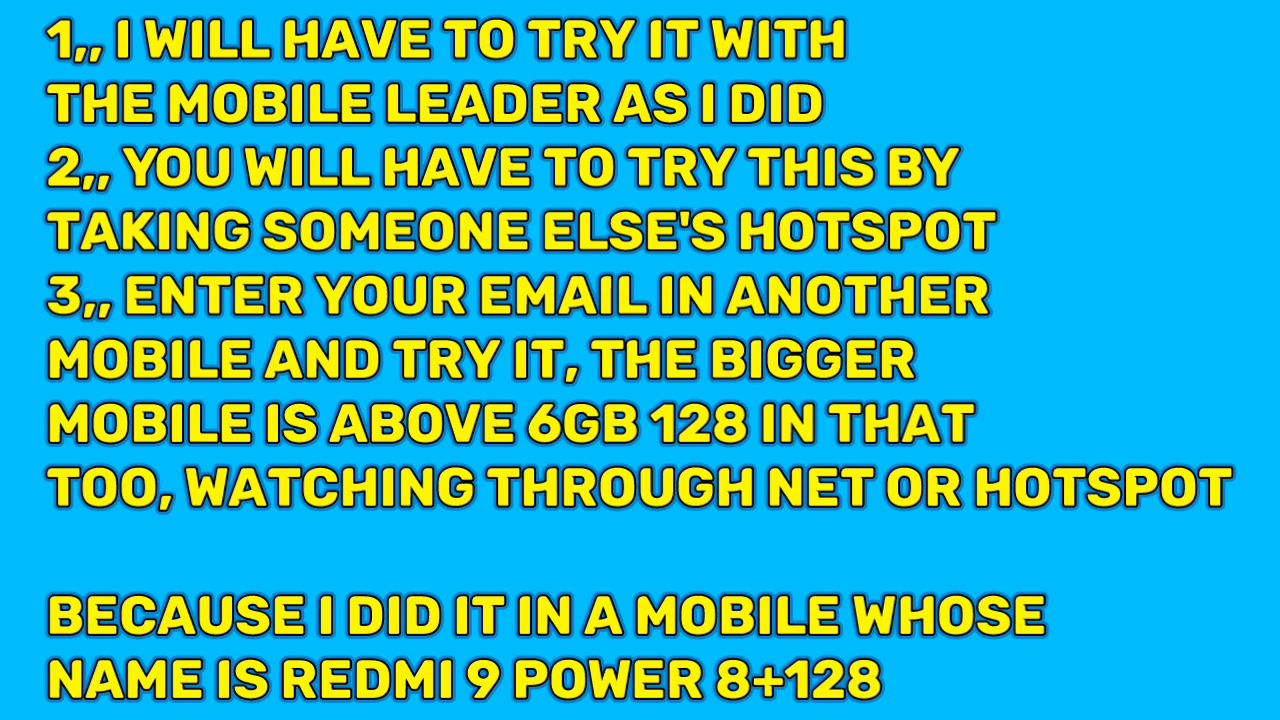 1,, I WILL HAVE TO TRY IT WITH
THE MOBILE LEADER AS I DID
2,, YOU WILL HAVE TO TRY THIS BY
TAKING SOMEONE ELSE'S HOTSPOT
3,, ENTER YOUR EMAIL IN ANOTHER
MOBILE AND TRY IT, THE BIGGER
MOBILE IS ABOVE 6GB 128 IN THAT
TOO, WATCHING THROUGH NET OR HOTSPOT
BECAUSE I DID IT IN A MOBILE WHOSE
NAME IS REDMI 9 POWER 8+128